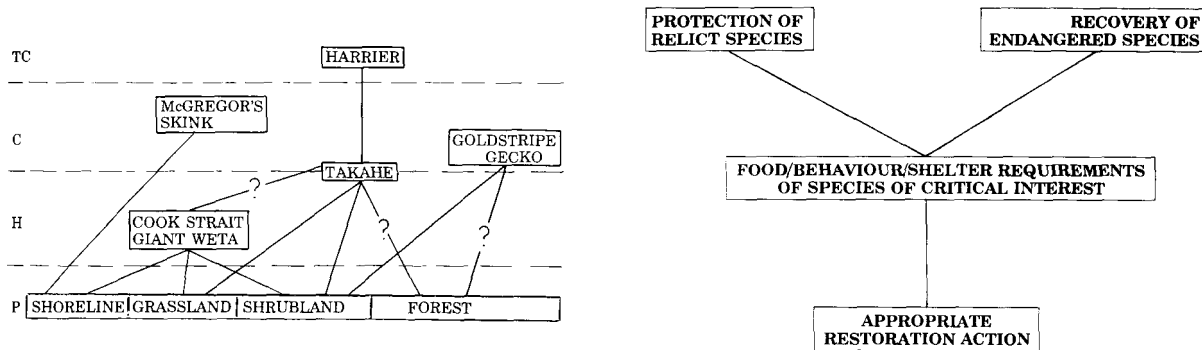 TC
HARRIER
McGREGOR'S
SKINK
C
GOLDSTRIPE
GECKO
TAKAHE
?
H
COOK STRAIT
GIANT WETA
?
?
P
SHORELINE
GRASSLAND
SHRUBLAND
FOREST
PROTECTION OF
RELICT SPECIES
RECOVERY OF
ENDANGERED SPECIES
FOOD/BEHAVIOUR/SHELTER REQUIREMENTS
OF SPECIES OF CRITICAL INTEREST
APPROPRIATE
RESTORATION ACTION